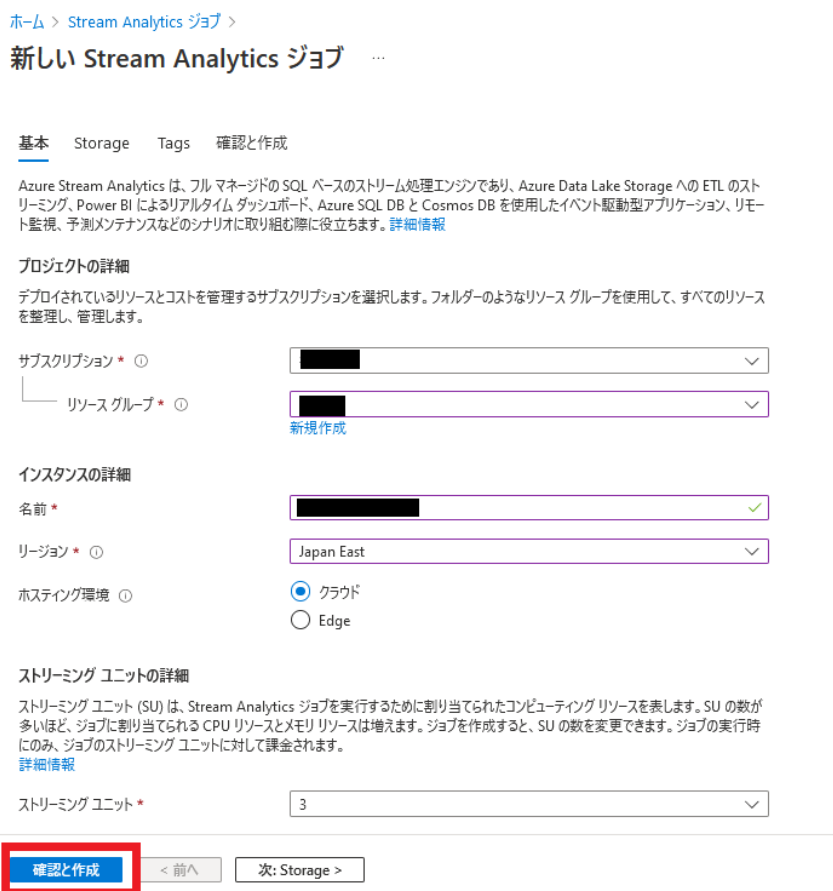 ホーム > Stream Analytics ジョブ >
新しい Stream Analytics ジョブ ...
基本 Storage Tags 確認と作成
Azure Stream Analytics は、フル マネージドの SQL ベースのストリーム処理エンジンであり、Azure Data Lake Storage への ETL のスト
リーミング、Power BI によるリアルタイム ダッシュボード、Azure SQL DB と Cosmos DB を使用したイベント駆動型アプリケーション、リモー
ト監視、予測メンテナンスなどのシナリオに取り組む際に役立ちます。詳細情報
プロジェクトの詳細
デプロイされているリソースとコストを管理するサブスクリプションを選択します。フォルダーのようなリソース グループを使用して、すべてのリソース
を整理し、管理します。
サブスクリプション *
リソース グループ *
新規作成
インスタンスの詳細
名前 *
リージョン * Japan East
ホスティング環境 クラウド
Edge
ストリーミング ユニットの詳細
ストリーミング ユニット (SU) は、Stream Analytics ジョブを実行するために割り当てられたコンピューティング リソースを表します。SU の数が
多いほど、ジョブに割り当てられる CPU リソースとメモリ リソースは増えます。ジョブを作成すると、SU の数を変更できます。ジョブの実行時
にのみ、ジョブのストリーミング ユニットに対して課金されます。
詳細情報
ストリーミング ユニット * 3
確認と作成 < 前へ 次: Storage >